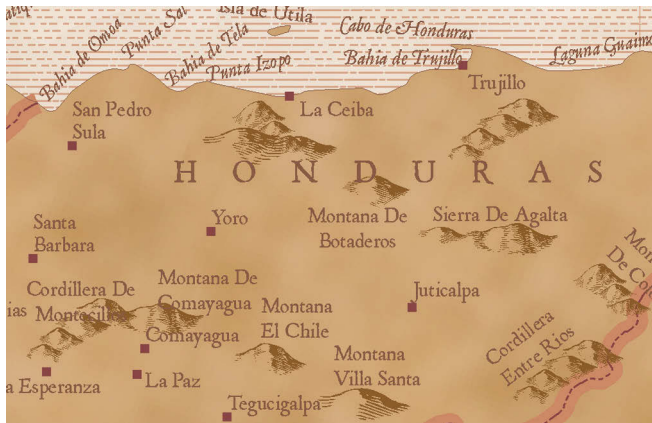 Isla de Utila
Punta Sal
Bahia de Omoa
Bahia de Tela
Punta Izopo
Cabo de Honduras
Bahia de Trujillo
Laguna
Trujillo
San Pedro
Sula
La Ceiba
HONDURAS
Santa
Barbara
Yoro
Montana De
Botaderos
Sierra De Agalta
Cordillera De
Montecillos
Montana De
Comayagua
Comayagua
Montana
El Chile
Juticalpa
De
Cordillera
Entre Rios
a Esperanza
La Paz
Montana
Villa Santa
Tegucigalpa